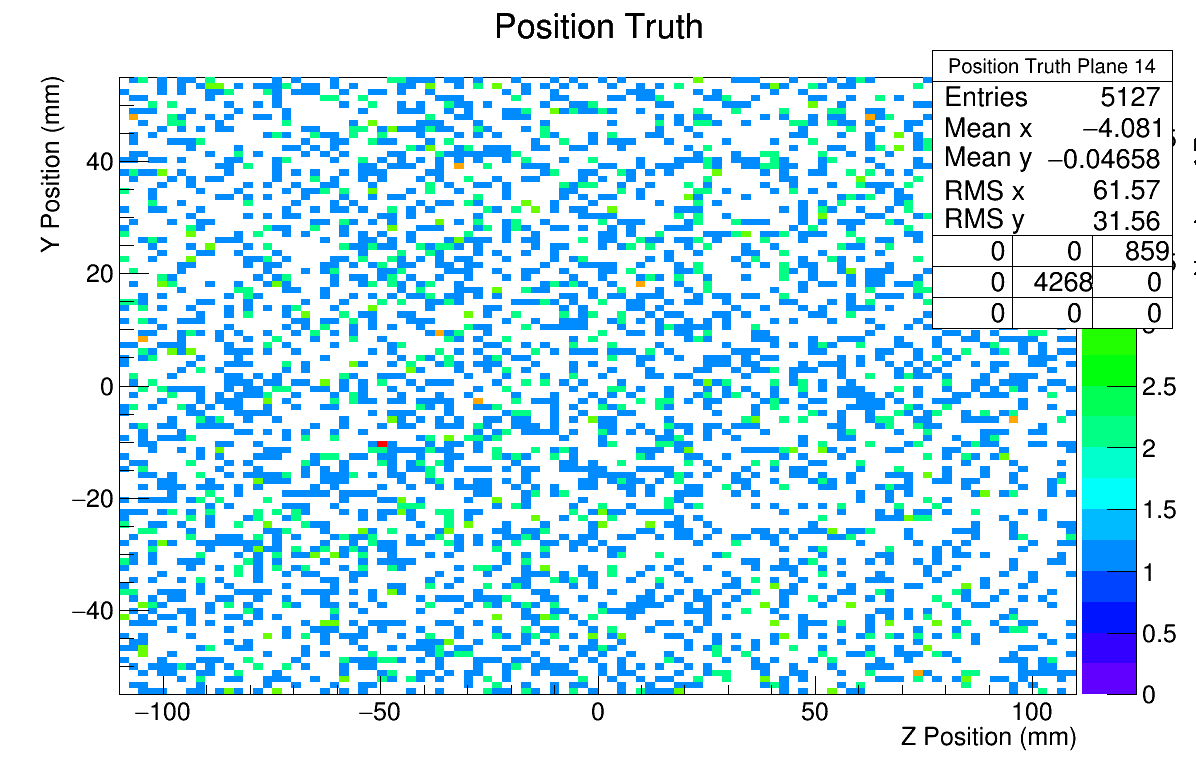 Position Truth
Position Truth Plane 14
Entries 5127
Mean x −4.081
Mean y −0.04658
RMS x 61.57
RMS y 31.56
0 0 859
0 4268 0
0 0 0
Y Position (mm)
40
20
0
−20
−40
2.5
2
1.5
1
0.5
0
−100 −50 0 50 100
Z Position (mm)